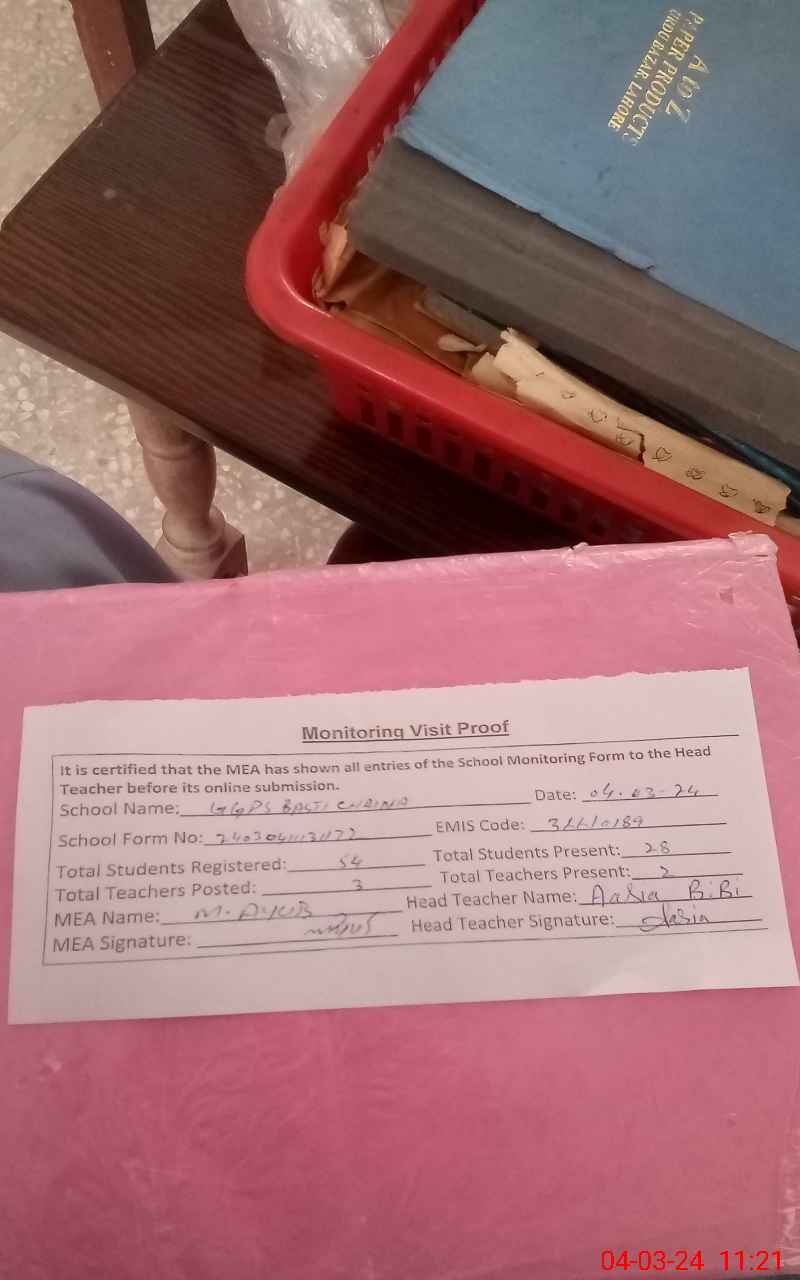 A to Z
PAPER PRODUCTS
URDU BAZAR, LAHORE
Monitoring Visit Proof
It is certified that the MEA has shown all entries of the School Monitoring Form to the Head
Teacher before its online submission.
School Name: GGPS BASTI Date: 04-03-24
School Form No: EMIS Code:
Total Students Registered: 54 Total Students Present: 28
Total Teachers Posted: 3 Total Teachers Present: 2
MEA Name: M. AYUB Head Teacher Name: Aasia BiBi
MEA Signature: Head Teacher Signature: Aasia
04-03-24 11:21